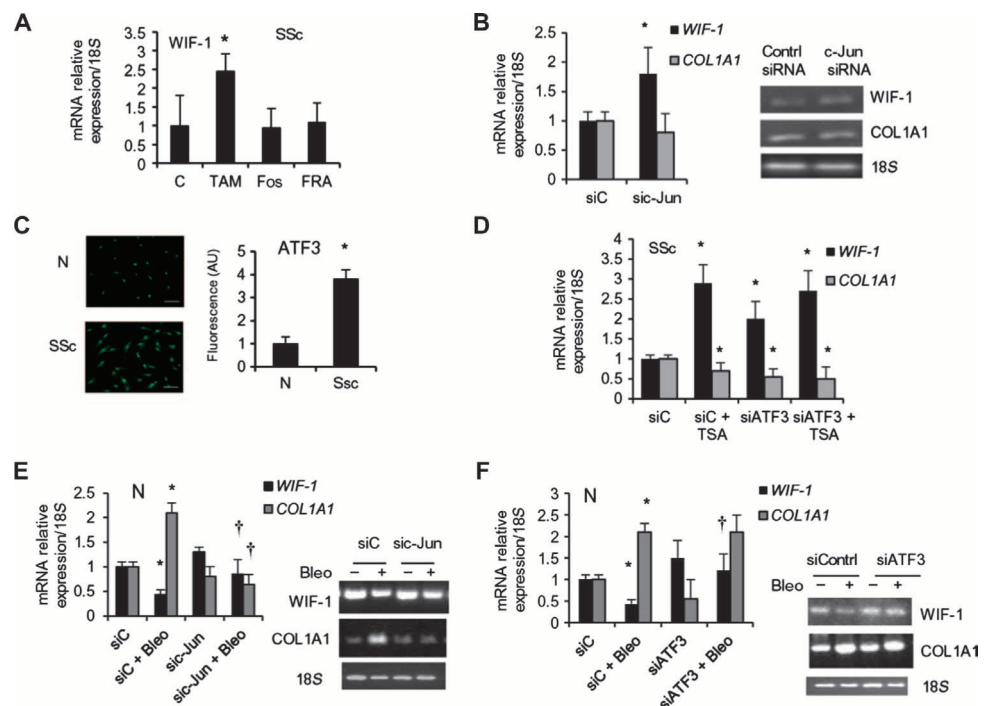 A
WIF-1
*
SSc
mRNA relative
expression/18S
3.5
3
2.5
2
1.5
1
0.5
0
C
TAM
Fos
FRA
B
*
WIF-1
COL1A1
mRNA relative
expression/18S
2.5
2
1.5
1
0.5
0
siC
sic-Jun
Contrl
siRNA
c-Jun
siRNA
WIF-1
COL1A1
18S
C
N
SSc
ATF3
*
Fluorescence (AU)
5
4
3
2
1
0
N
Ssc
D
SSc
WIF-1
COL1A1
* * *
* * *
mRNA relative
expression/18S
4
3.5
3
2.5
2
1.5
1
0.5
0
siC
siC +
TSA
siATF3
siATF3 +
TSA
E
N
WIF-1
COL1A1
*
*
†
†
mRNA relative
expression/18S
2.5
2
1.5
1
0.5
0
siC
siC + Bleo
sic-Jun
sic-Jun + Bleo
siC sic-Jun
Bleo – + – +
WIF-1
COL1A1
18S
F
N
WIF-1
COL1A1
*
*
†
mRNA relative
expression/18S
3
2.5
2
1.5
1
0.5
0
siC
siC + Bleo
siATF3
siATF3 + Bleo
siContrl siATF3
Bleo – + – +
WIF-1
COL1A1
18S